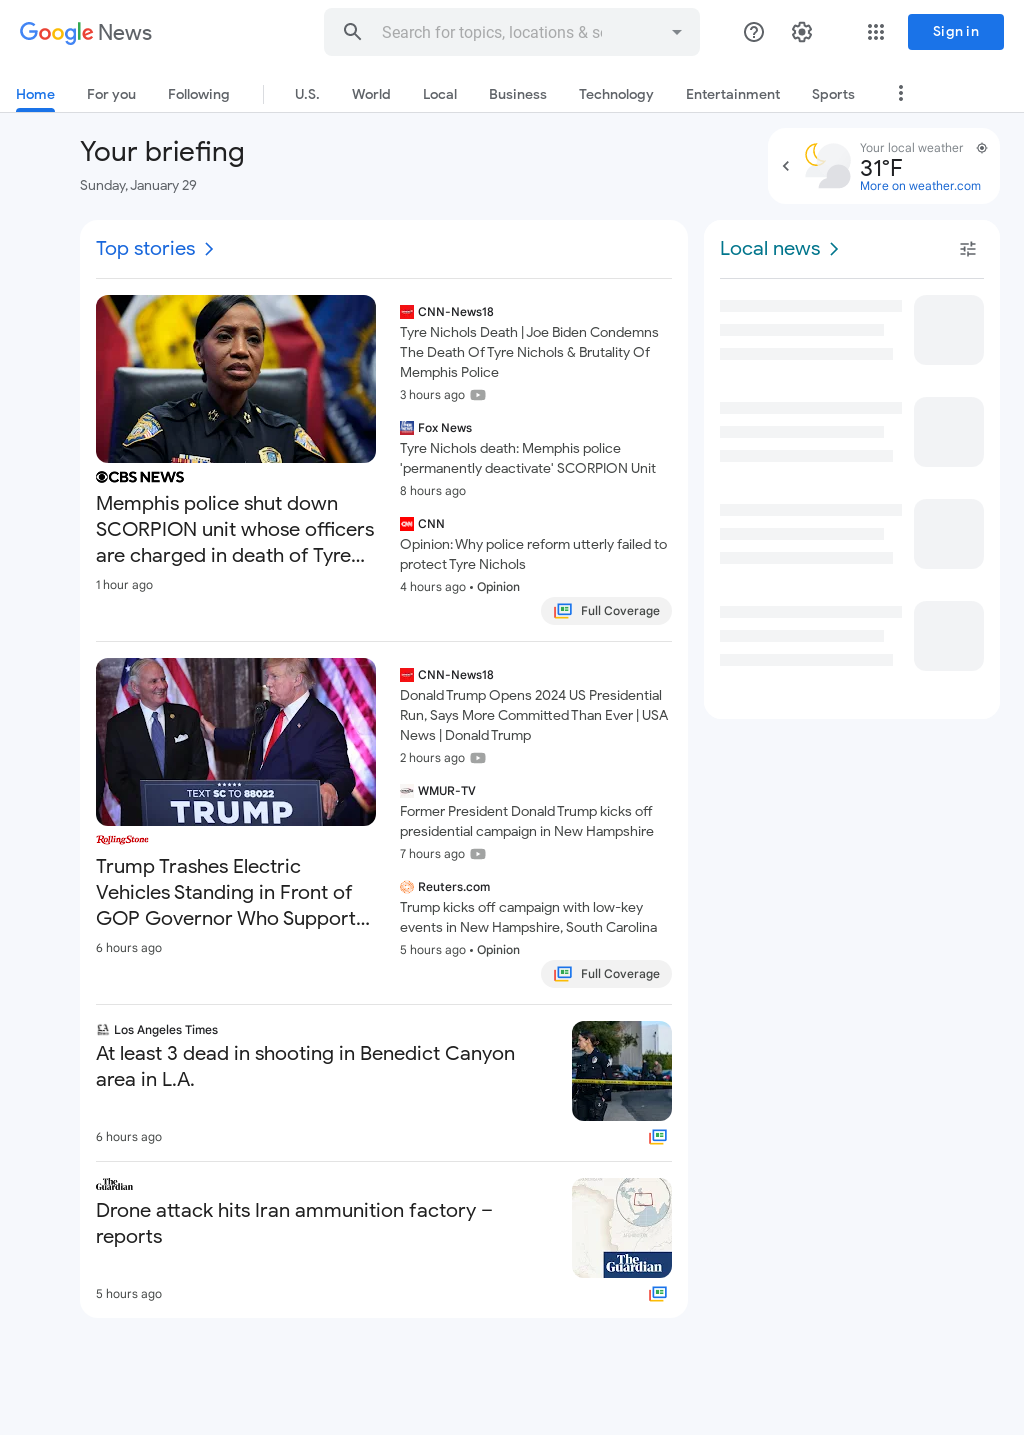 Google News
Search for topics, locations & so
Sign in
Home
For you
Following
U.S.
World
Local
Business
Technology
Entertainment
Sports
Your briefing
Sunday, January 29
Your local weather
31°F
More on weather.com
Top stories
CBS NEWS
Memphis police shut down
SCORPION unit whose officers
are charged in death of Tyre...
1 hour ago
CNN-News18
Tyre Nichols Death | Joe Biden Condemns
The Death Of Tyre Nichols & Brutality Of
Memphis Police
3 hours ago
Fox News
Tyre Nichols death: Memphis police
'permanently deactivate' SCORPION Unit
8 hours ago
CNN
Opinion: Why police reform utterly failed to
protect Tyre Nichols
4 hours ago • Opinion
Full Coverage
TEXT SC TO 88022
TRUMP
RollingStone
Trump Trashes Electric
Vehicles Standing in Front of
GOP Governor Who Support...
6 hours ago
CNN-News18
Donald Trump Opens 2024 US Presidential
Run, Says More Committed Than Ever | USA
News | Donald Trump
2 hours ago
WMUR-TV
Former President Donald Trump kicks off
presidential campaign in New Hampshire
7 hours ago
Reuters.com
Trump kicks off campaign with low-key
events in New Hampshire, South Carolina
5 hours ago • Opinion
Full Coverage
Los Angeles Times
At least 3 dead in shooting in Benedict Canyon
area in L.A.
6 hours ago
The
Guardian
Drone attack hits Iran ammunition factory –
reports
The
Guardian
5 hours ago
Local news